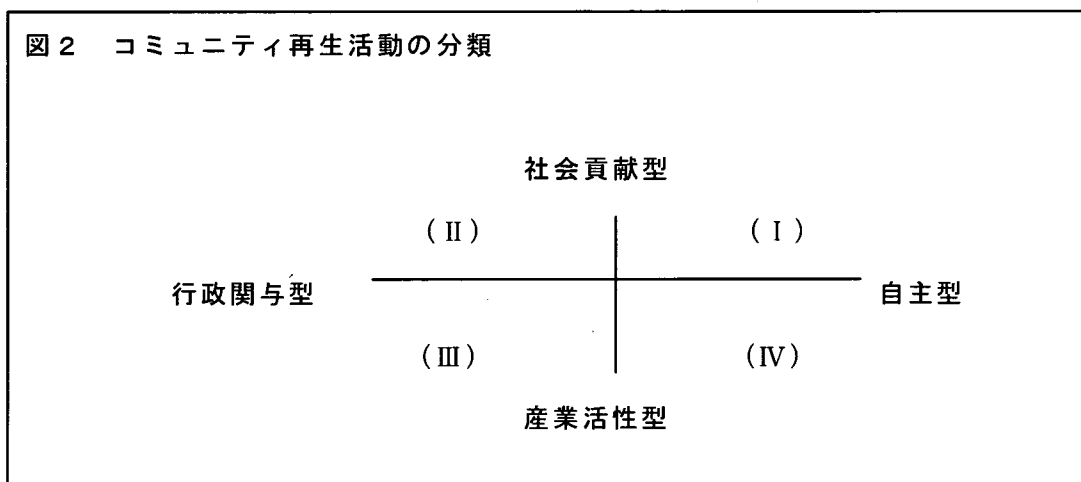 図2 コミュニティ再生活動の分類
社会貢献型
(Ⅱ) (Ⅰ)
行政関与型 自主型
(Ⅲ) (Ⅳ)
産業活性型